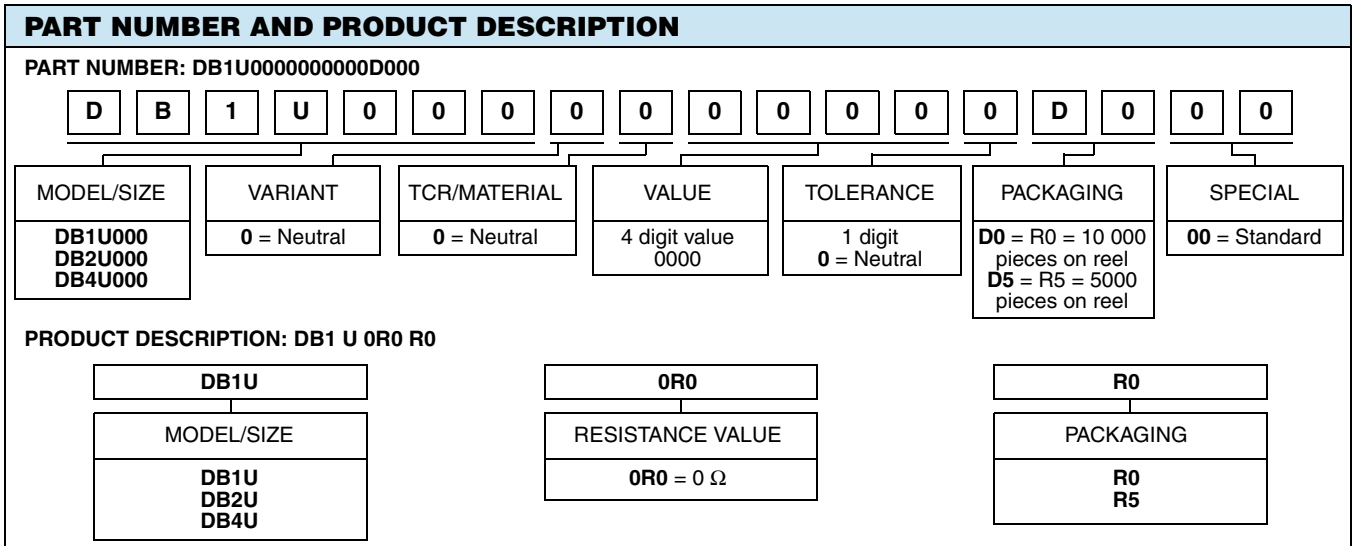 PART NUMBER AND PRODUCT DESCRIPTION
PART NUMBER: DB1U0000000000D000
D B 1 U 0 0 0 0 0 0 0 0 0 0 D 0 0 0
MODEL/SIZE
DB1U000
DB2U000
DB4U000
VARIANT
0 = Neutral
TCR/MATERIAL
0 = Neutral
VALUE
4 digit value
0000
TOLERANCE
1 digit
0 = Neutral
PACKAGING
D0 = R0 = 10 000
pieces on reel
D5 = R5 = 5000
pieces on reel
SPECIAL
00 = Standard
PRODUCT DESCRIPTION: DB1 U 0R0 R0
DB1U
MODEL/SIZE
DB1U
DB2U
DB4U
0R0
RESISTANCE VALUE
0R0 = 0 Ω
R0
PACKAGING
R0
R5